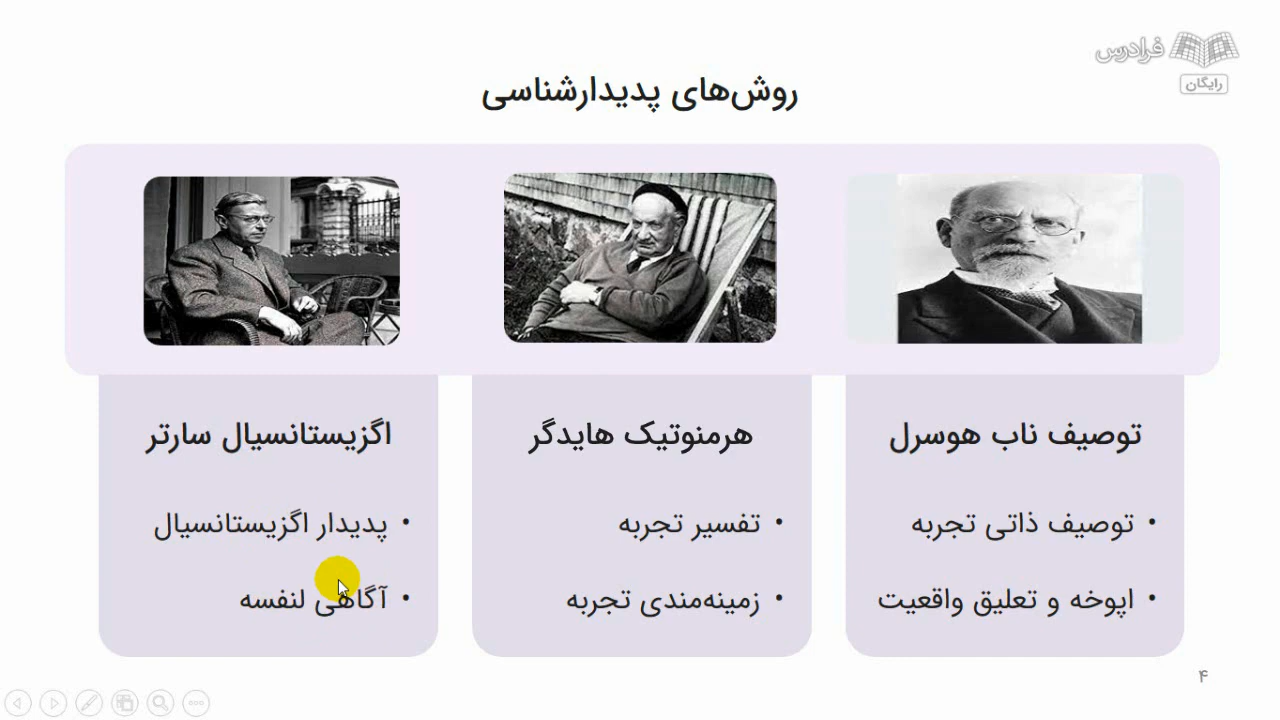 فرادرس
رایگان
روش‌های پدیدارشناسی
توصیف ناب هوسرل
• توصیف ذاتی تجربه
• اپوخه و تعلیق واقعیت
هرمنوتیک هایدگر
• تفسیر تجربه
• زمینه‌مندی تجربه
اگزیستانسیال سارتر
• پدیدار اگزیستانسیال
• آگاهی لنفسه
۴